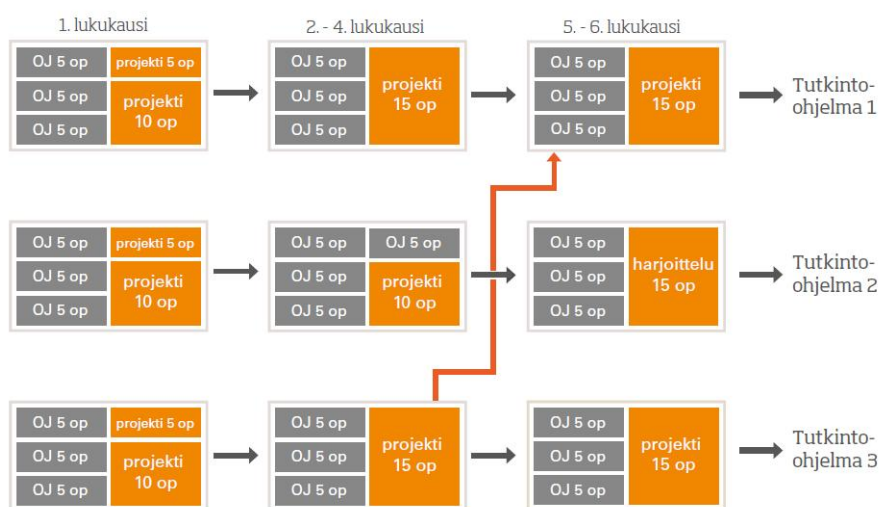 1. lukukausi
2. - 4. lukukausi
5. - 6. lukukausi
OJ 5 op
OJ 5 op
OJ 5 op
projekti 5 op
projekti
10 op
OJ 5 op
OJ 5 op
OJ 5 op
projekti
15 op
OJ 5 op
OJ 5 op
OJ 5 op
projekti
15 op
Tutkinto-
ohjelma 1
OJ 5 op
OJ 5 op
OJ 5 op
projekti 5 op
projekti
10 op
OJ 5 op
OJ 5 op
OJ 5 op
OJ 5 op
projekti
10 op
OJ 5 op
OJ 5 op
OJ 5 op
harjoittelu
15 op
Tutkinto-
ohjelma 2
OJ 5 op
OJ 5 op
OJ 5 op
projekti 5 op
projekti
10 op
OJ 5 op
OJ 5 op
OJ 5 op
projekti
15 op
OJ 5 op
OJ 5 op
OJ 5 op
projekti
15 op
Tutkinto-
ohjelma 3